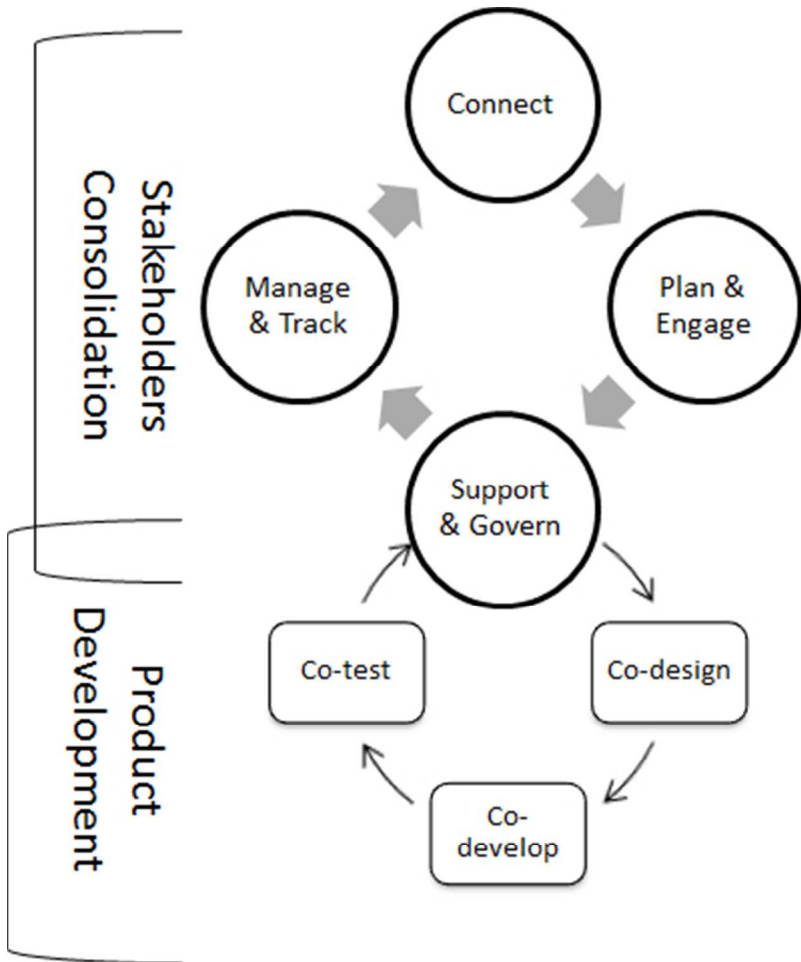 Stakeholders
Consolidation
Connect
Manage
& Track
Plan &
Engage
Support
& Govern
Product
Development
Co-test
Co-design
Co-
develop